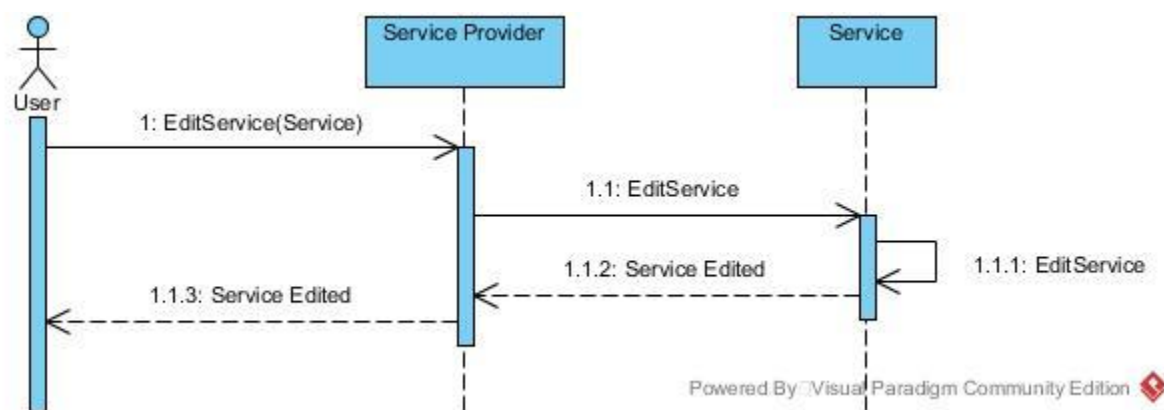 Service Provider
Service
User
1: EditService(Service)
1.1: EditService
1.1.1: EditService
1.1.2: Service Edited
1.1.3: Service Edited
Powered By Visual Paradigm Community Edition